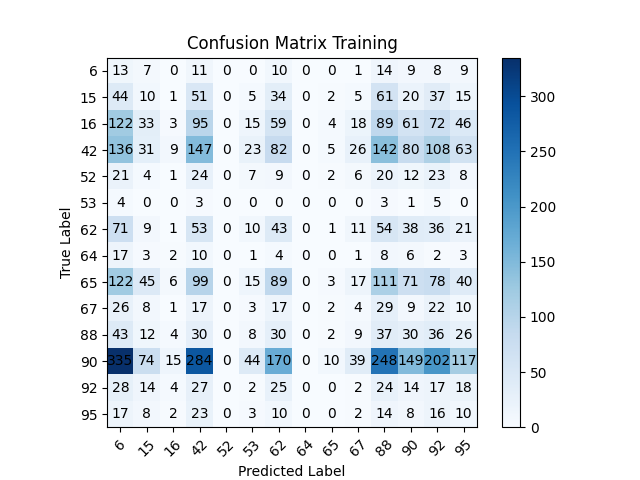 Confusion Matrix Training
6 13 7 0 11 0 0 10 0 0 1 14 9 8 9
15 44 10 1 51 0 5 34 0 2 5 61 20 37 15
16 122 33 3 95 0 15 59 0 4 18 89 61 72 46
42 136 31 9 147 0 23 82 0 5 26 142 80 108 63
52 21 4 1 24 0 7 9 0 2 6 20 12 23 8
53 4 0 0 3 0 0 0 0 0 0 3 1 5 0
62 71 9 1 53 0 10 43 0 1 11 54 38 36 21
64 17 3 2 10 0 1 4 0 0 1 8 6 2 3
65 122 45 6 99 0 15 89 0 3 17 111 71 78 40
67 26 8 1 17 0 3 17 0 2 4 29 9 22 10
88 43 12 4 30 0 8 30 0 2 9 37 30 36 26
90 335 74 15 284 0 44 170 0 10 39 248 149 202 117
92 28 14 4 27 0 2 25 0 0 2 24 14 17 18
95 17 8 2 23 0 3 10 0 0 2 14 8 16 10
6 15 16 42 52 53 62 64 65 67 88 90 92 95
Predicted Label
True Label
300
250
200
150
100
50
0